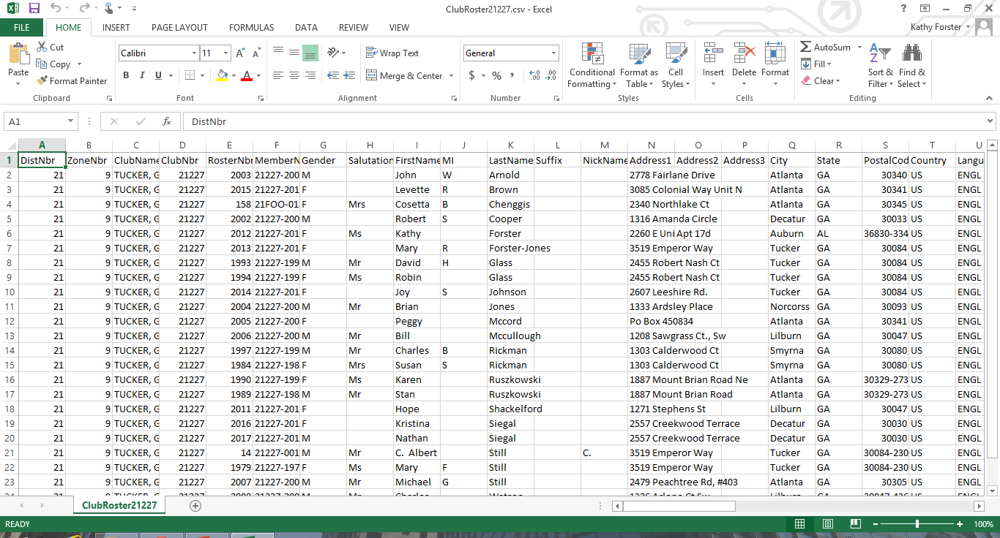 ClubRoster21227.csv - Excel
FILE HOME INSERT PAGE LAYOUT FORMULAS DATA REVIEW VIEW Kathy Forster
Paste Cut Copy Format Painter Clipboard
Calibri 11 B I U A Font
Wrap Text Merge & Center Alignment
General $ % , Number
Conditional Formatting Format as Table Cell Styles Styles
Insert Delete Format Cells
AutoSum Fill Clear Sort & Filter Find & Select Editing
A1 fx DistNbr
A B C D E F G H I J K L M N O P Q R S T U
1 DistNbr ZoneNbr ClubName ClubNbr RosterNbr MemberN Gender Salutation FirstName MI LastName Suffix NickName Address1 Address2 Address3 City State PostalCod Country Langu
2 21 9 TUCKER, G 21227 2003 21227-200 M John W Arnold 2778 Fairlane Drive Atlanta GA 30340 US ENGL
3 21 9 TUCKER, G 21227 2015 21227-201 F Levette R Brown 3085 Colonial Way Unit N Atlanta GA 30341 US ENGL
4 21 9 TUCKER, G 21227 158 21FOO-01 F Mrs Cosetta B Chenggis 2340 Northlake Ct Atlanta GA 30345 US ENGL
5 21 9 TUCKER, G 21227 2002 21227-200 M Robert S Cooper 1316 Amanda Circle Decatur GA 30033 US ENGL
6 21 9 TUCKER, G 21227 2012 21227-201 F Ms Kathy Forster 2260 E Uni Apt 17d Auburn AL 36830-334 US ENGL
7 21 9 TUCKER, G 21227 2013 21227-201 F Mary R Forster-Jones 3519 Emperor Way Tucker GA 30084 US ENGL
8 21 9 TUCKER, G 21227 1993 21227-199 M Mr David H Glass 2455 Robert Nash Ct Tucker GA 30084 US ENGL
9 21 9 TUCKER, G 21227 1994 21227-199 F Ms Robin Glass 2455 Robert Nash Ct Tucker GA 30084 US ENGL
10 21 9 TUCKER, G 21227 2014 21227-201 F Joy S Johnson 2607 Leeshire Rd. Tucker GA 30084 US ENGL
11 21 9 TUCKER, G 21227 2004 21227-200 M Mr Brian Jones 1333 Ardsley Place Norcorss GA 30093 US ENGL
12 21 9 TUCKER, G 21227 2005 21227-200 F Peggy Mccord Po Box 450834 Atlanta GA 30341 US ENGL
13 21 9 TUCKER, G 21227 2006 21227-200 M Mr Bill Mccullough 1208 Sawgrass Ct., Sw Lilburn GA 30047 US ENGL
14 21 9 TUCKER, G 21227 1997 21227-199 M Mr Charles B Rickman 1303 Calderwood Ct Smyrna GA 30080 US ENGL
15 21 9 TUCKER, G 21227 1984 21227-198 F Mrs Susan S Rickman 1303 Calderwood Ct Smyrna GA 30080 US ENGL
16 21 9 TUCKER, G 21227 1990 21227-199 F Ms Karen Ruszkowski 1887 Mount Brian Road Ne Atlanta GA 30329-273 US ENGL
17 21 9 TUCKER, G 21227 1989 21227-198 M Mr Stan Ruszkowski 1887 Mount Brian Road Atlanta GA 30329-273 US ENGL
18 21 9 TUCKER, G 21227 2011 21227-201 F Hope Shackelford 1271 Stephens St Lilburn GA 30047 US ENGL
19 21 9 TUCKER, G 21227 2016 21227-201 F Kristina Siegal 2557 Creekwood Terrace Decatur GA 30030 US ENGL
20 21 9 TUCKER, G 21227 2017 21227-201 M Nathan Siegal 2557 Creekwood Terrace Decatur GA 30030 US ENGL
21 21 9 TUCKER, G 21227 14 21227-001 M Mr C. Albert Still C. 3519 Emperor Way Tucker GA 30084-230 US ENGL
22 21 9 TUCKER, G 21227 1979 21227-197 F Ms Mary F Still 3519 Emperor Way Tucker GA 30084-230 US ENGL
23 21 9 TUCKER, G 21227 2007 21227-200 M Mr Michael G Still 2479 Peachtree Rd, #403 Atlanta GA 30305 US ENGL
ClubRoster21227
READY 100%